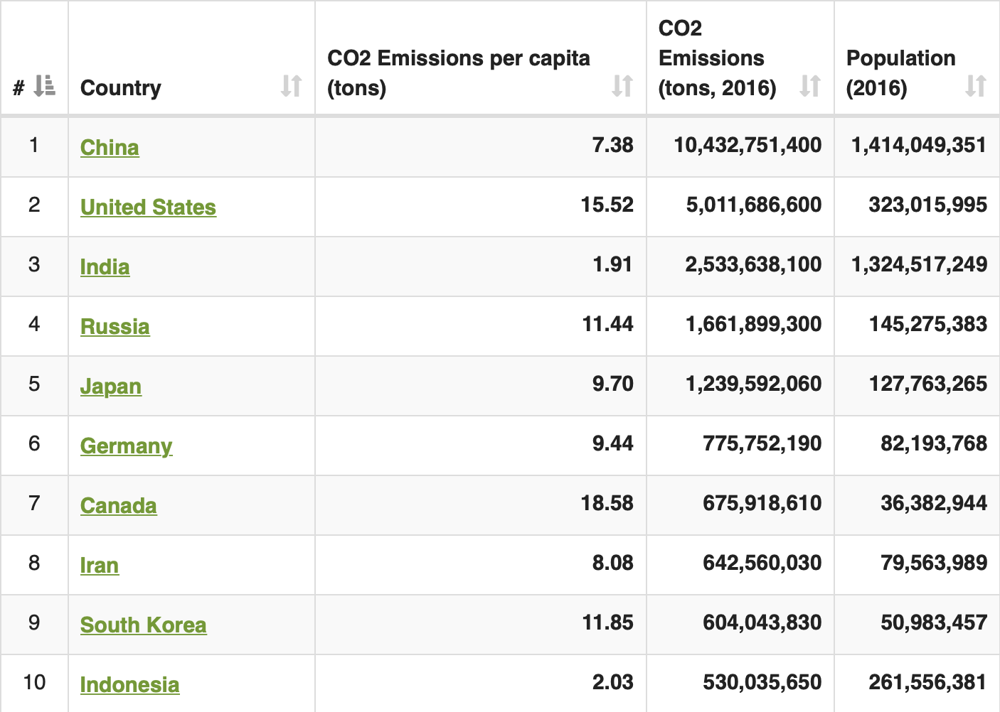 # Country CO2 Emissions per capita (tons) CO2 Emissions (tons, 2016) Population (2016)
1 China 7.38 10,432,751,400 1,414,049,351
2 United States 15.52 5,011,686,600 323,015,995
3 India 1.91 2,533,638,100 1,324,517,249
4 Russia 11.44 1,661,899,300 145,275,383
5 Japan 9.70 1,239,592,060 127,763,265
6 Germany 9.44 775,752,190 82,193,768
7 Canada 18.58 675,918,610 36,382,944
8 Iran 8.08 642,560,030 79,563,989
9 South Korea 11.85 604,043,830 50,983,457
10 Indonesia 2.03 530,035,650 261,556,381